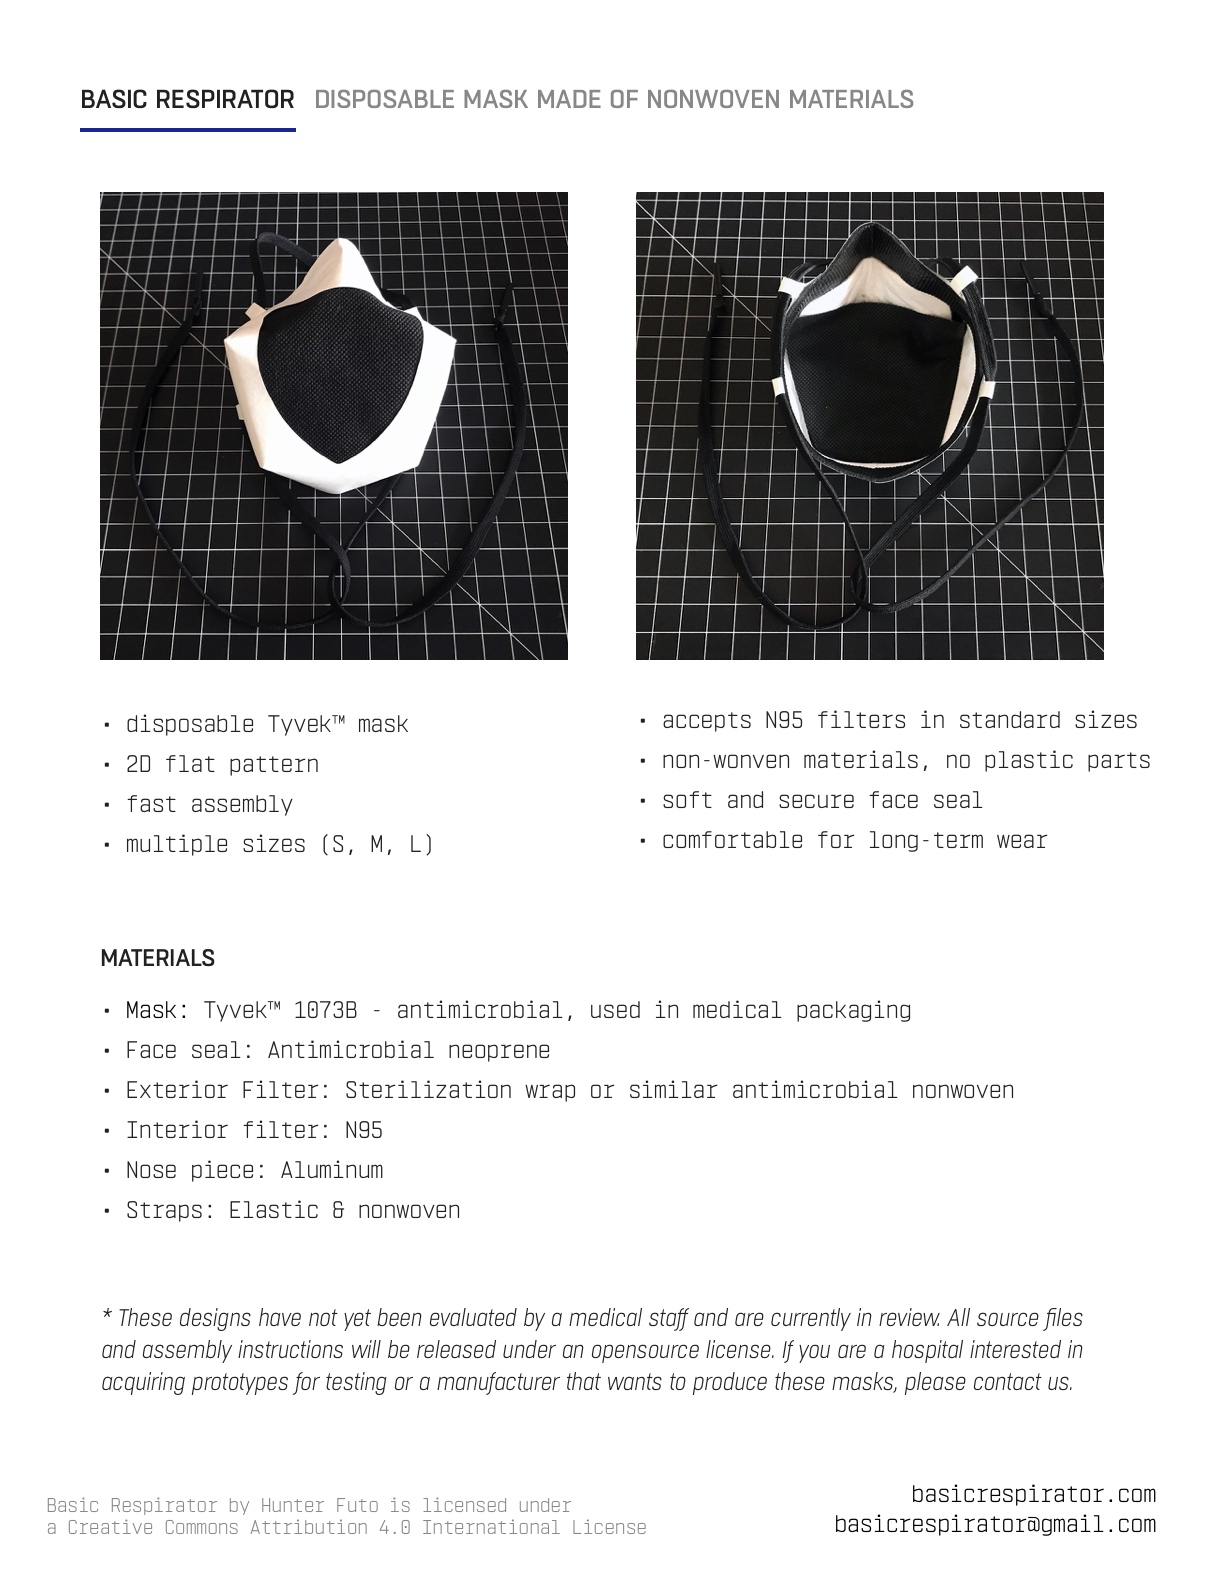 BASIC RESPIRATOR DISPOSABLE MASK MADE OF NONWOVEN MATERIALS
• disposable Tyvek™ mask
• 2D flat pattern
• fast assembly
• multiple sizes (S, M, L)
• accepts N95 filters in standard sizes
• non-wonven materials, no plastic parts
• soft and secure face seal
• comfortable for long-term wear
MATERIALS
• Mask: Tyvek™ 1073B - antimicrobial, used in medical packaging
• Face seal: Antimicrobial neoprene
• Exterior Filter: Sterilization wrap or similar antimicrobial nonwoven
• Interior filter: N95
• Nose piece: Aluminum
• Straps: Elastic & nonwoven
* These designs have not yet been evaluated by a medical staff and are currently in review. All source files
and assembly instructions will be released under an opensource license. If you are a hospital interested in
acquiring prototypes for testing or a manufacturer that wants to produce these masks, please contact us.
Basic Respirator by Hunter Futo is licensed under
a Creative Commons Attribution 4.0 International License
basicrespirator.com
basicrespirator@gmail.com